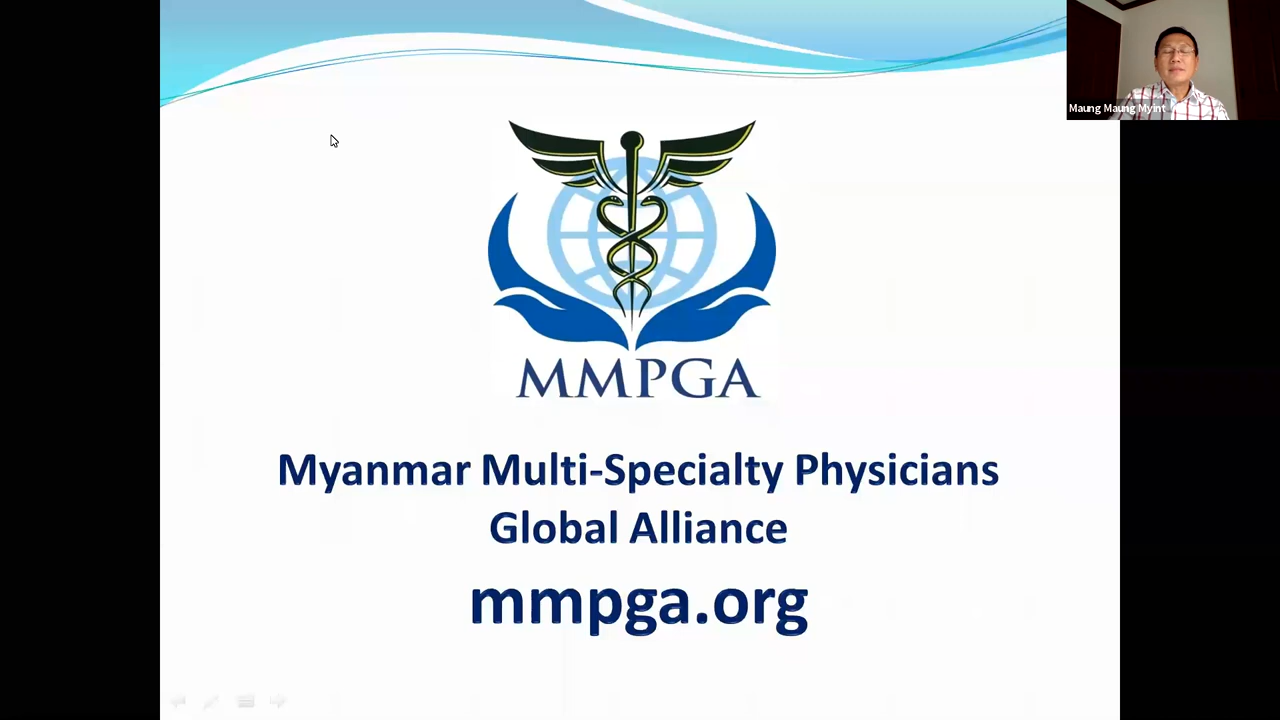 Maung Maung Myint
MMPGA
Myanmar Multi-Specialty Physicians
Global Alliance
mmpga.org